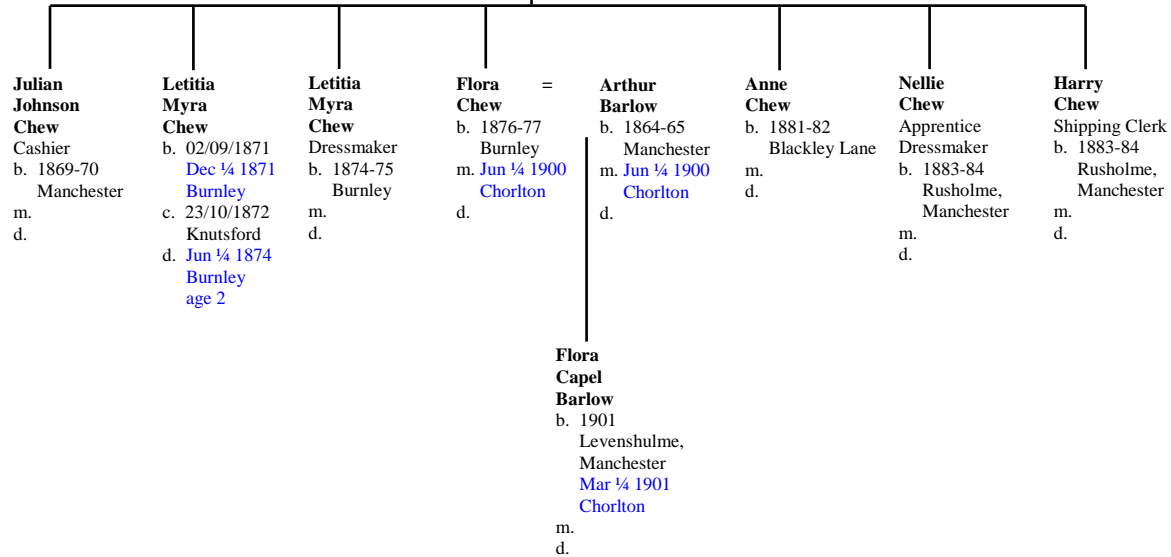 Julian
Johnson
Chew
Cashier
b. 1869-70
Manchester
m.
d.
Letitia
Myra
Chew
b. 02/09/1871
Dec ¼ 1871
Burnley
c. 23/10/1872
Knutsford
d. Jun ¼ 1874
Burnley
age 2
Letitia
Myra
Chew
Dressmaker
b. 1874-75
Burnley
m.
d.
Flora =
Chew
b. 1876-77
Burnley
m. Jun ¼ 1900
Chorlton
d.
Arthur
Barlow
b. 1864-65
Manchester
m. Jun ¼ 1900
Chorlton
d.
Anne
Chew
b. 1881-82
Blackley Lane
m.
d.
Nellie
Chew
Apprentice
Dressmaker
b. 1883-84
Rusholme,
Manchester
m.
d.
Harry
Chew
Shipping Clerk
b. 1883-84
Rusholme,
Manchester
m.
d.
Flora
Capel
Barlow
b. 1901
Levenshulme,
Manchester
Mar ¼ 1901
Chorlton
m.
d.